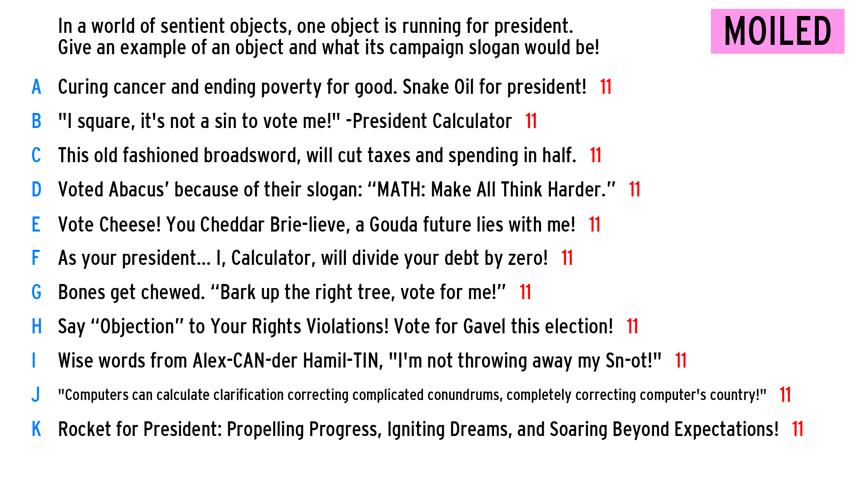 In a world of sentient objects, one object is running for president.
Give an example of an object and what its campaign slogan would be!
MOILED
A Curing cancer and ending poverty for good. Snake Oil for president! 11
B "I square, it's not a sin to vote me!" -President Calculator 11
C This old fashioned broadsword, will cut taxes and spending in half. 11
D Voted Abacus’ because of their slogan: “MATH: Make All Think Harder.” 11
E Vote Cheese! You Cheddar Brie-lieve, a Gouda future lies with me! 11
F As your president... I, Calculator, will divide your debt by zero! 11
G Bones get chewed. “Bark up the right tree, vote for me!” 11
H Say “Objection” to Your Rights Violations! Vote for Gavel this election! 11
I Wise words from Alex-CAN-der Hamil-TIN, "I'm not throwing away my Sn-ot!" 11
J "Computers can calculate clarification correcting complicated conundrums, completely correcting computer's country!" 11
K Rocket for President: Propelling Progress, Igniting Dreams, and Soaring Beyond Expectations! 11